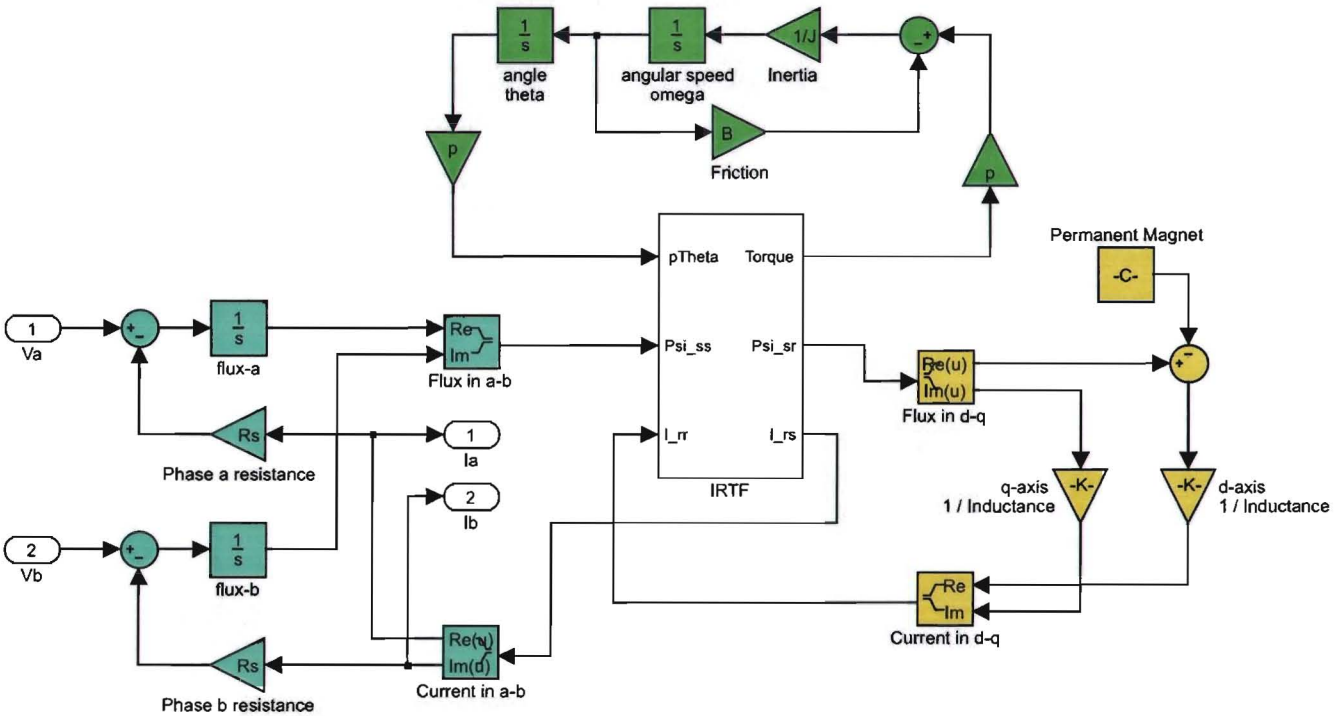 1
s
angle
theta
1
s
angular speed
omega
1/J
Inertia
-
+
B
Friction
p
p
pTheta
Torque
Psi_ss
Psi_sr
I_rr
I_rs
IRTF
Permanent Magnet
-C-
1
Va
+
-
1
s
flux-a
Re
Im
Flux in a-b
Rs
Phase a resistance
1
Ia
2
Ib
2
Vb
+
-
1
s
flux-b
Rs
Phase b resistance
Re(u)
Im(u)
Current in a-b
Re(u)
Im(u)
Flux in d-q
+
-
-K-
q-axis
1 / Inductance
-K-
d-axis
1 / Inductance
Re
Im
Current in d-q